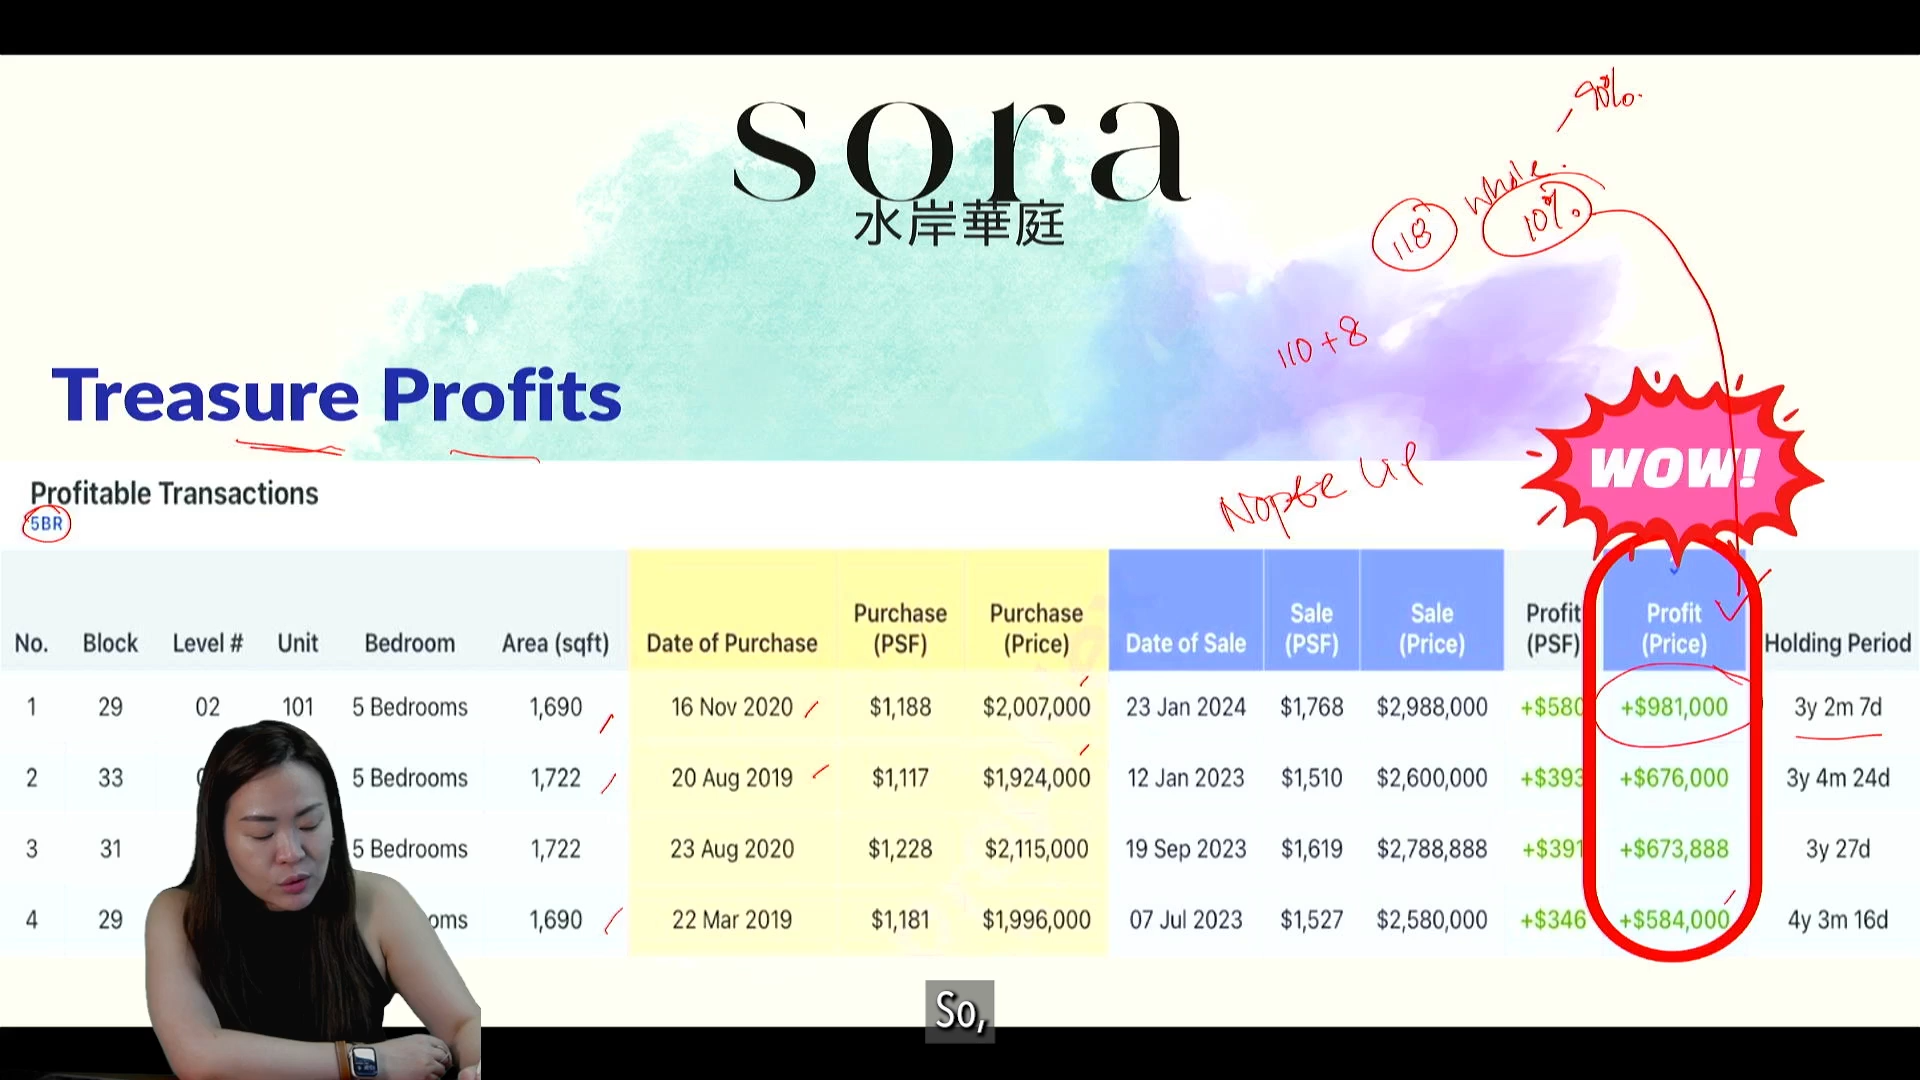 sora
水岸華庭
90%.
whole.
118
10%
110+8
Treasure Profits
WOW!
Profitable Transactions
5BR
No. Block Level # Unit Bedroom Area (sqft) Date of Purchase Purchase (PSF) Purchase (Price) Date of Sale Sale (PSF) Sale (Price) Profit (PSF) Profit (Price) Holding Period
1 29 02 101 5 Bedrooms 1,690 16 Nov 2020 $1,188 $2,007,000 23 Jan 2024 $1,768 $2,988,000 +$580 +$981,000 3y 2m 7d
2 33 5 Bedrooms 1,722 20 Aug 2019 $1,117 $1,924,000 12 Jan 2023 $1,510 $2,600,000 +$393 +$676,000 3y 4m 24d
3 31 5 Bedrooms 1,722 23 Aug 2020 $1,228 $2,115,000 19 Sep 2023 $1,619 $2,788,888 +$391 +$673,888 3y 27d
4 29 oms 1,690 22 Mar 2019 $1,181 $1,996,000 07 Jul 2023 $1,527 $2,580,000 +$346 +$584,000 4y 3m 16d
So,